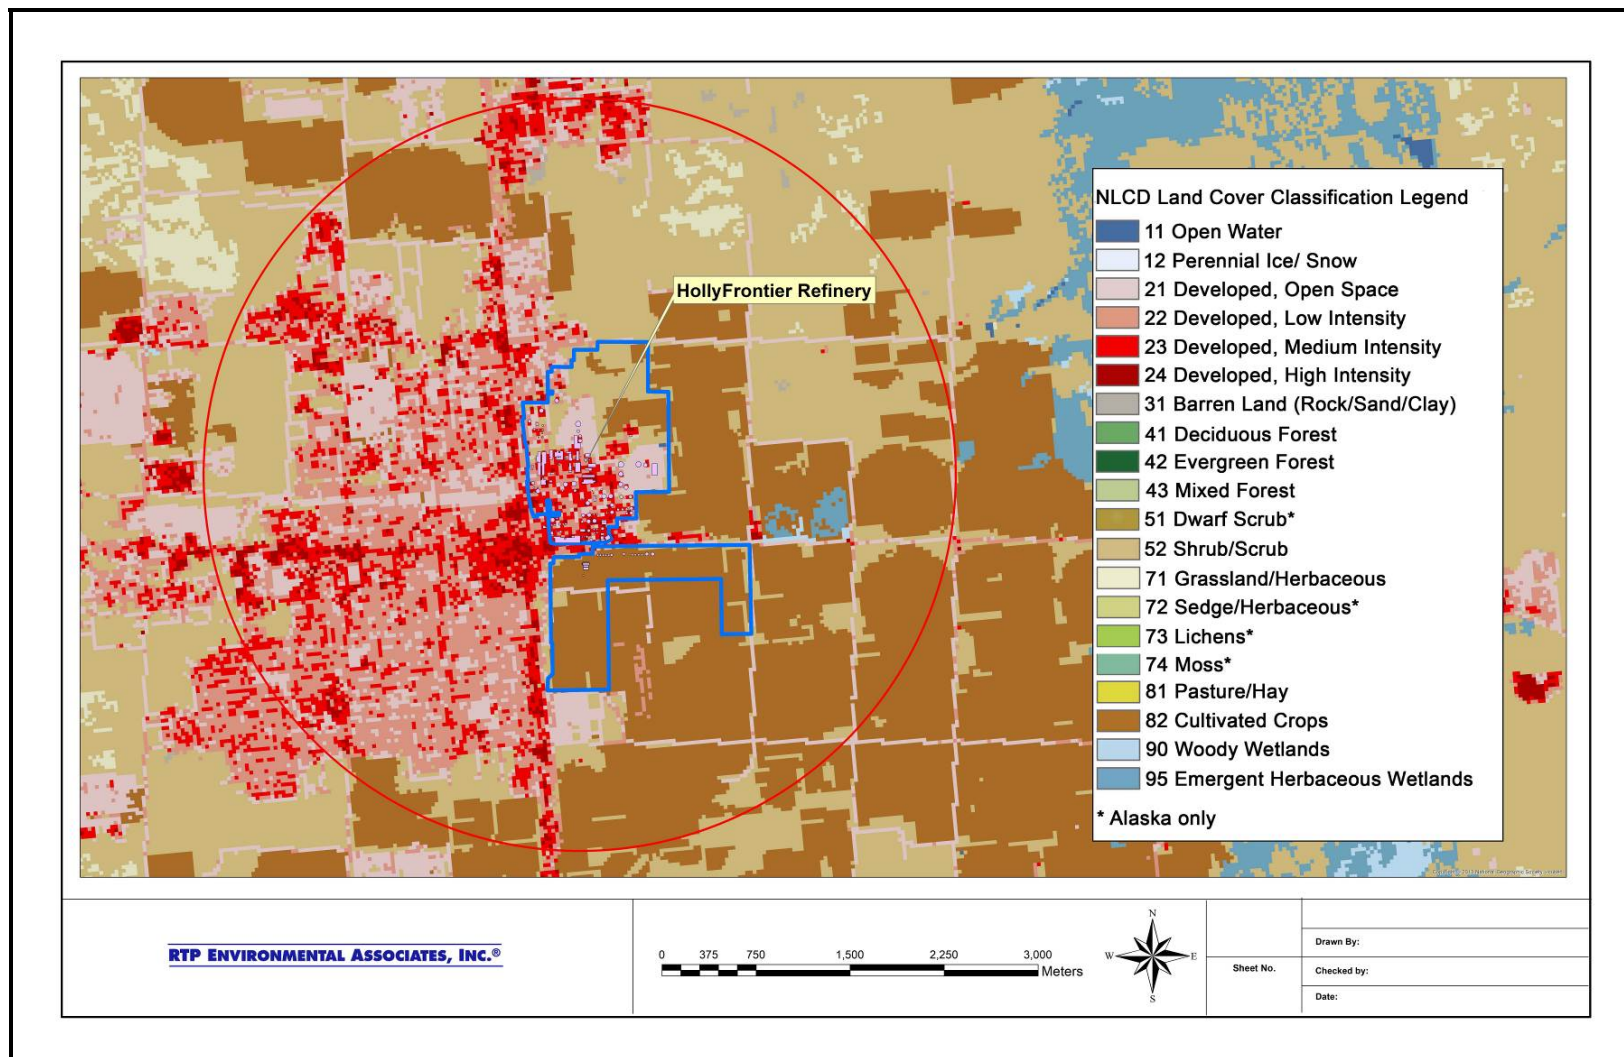 HollyFrontier Refinery
NLCD Land Cover Classification Legend
11 Open Water
12 Perennial Ice/ Snow
21 Developed, Open Space
22 Developed, Low Intensity
23 Developed, Medium Intensity
24 Developed, High Intensity
31 Barren Land (Rock/Sand/Clay)
41 Deciduous Forest
42 Evergreen Forest
43 Mixed Forest
51 Dwarf Scrub*
52 Shrub/Scrub
71 Grassland/Herbaceous
72 Sedge/Herbaceous*
73 Lichens*
74 Moss*
81 Pasture/Hay
82 Cultivated Crops
90 Woody Wetlands
95 Emergent Herbaceous Wetlands
* Alaska only
RTP ENVIRONMENTAL ASSOCIATES, INC.®
0 375 750 1,500 2,250 3,000
Meters
N
W E
S
Sheet No.
Drawn By:
Checked by:
Date: